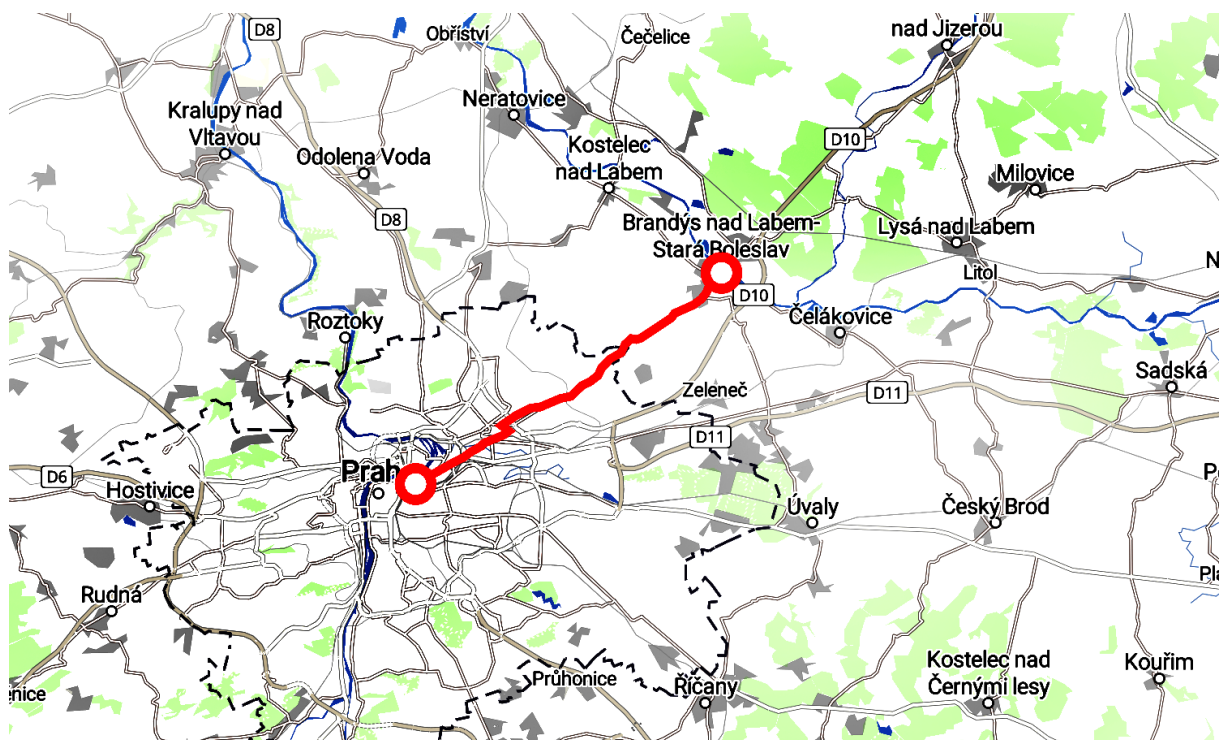 D8
Obříství
Čečelice
nad Jizerou
Kralupy nad
Vltavou
Neratovice
Odolena Voda
Kostelec
nad Labem
D10
Milovice
D8
Brandýs nad Labem-
Stará Boleslav
Lysá nad Labem
N
Litol
D10
Roztoky
Čelákovice
Sadská
Zeleneč
D11
D11
Prah
D6
Hostivice
Úvaly
Český Brod
P
Pla
Rudná
Průhonice
Říčany
Kostelec nad
Černými lesy
Kouřim
enice